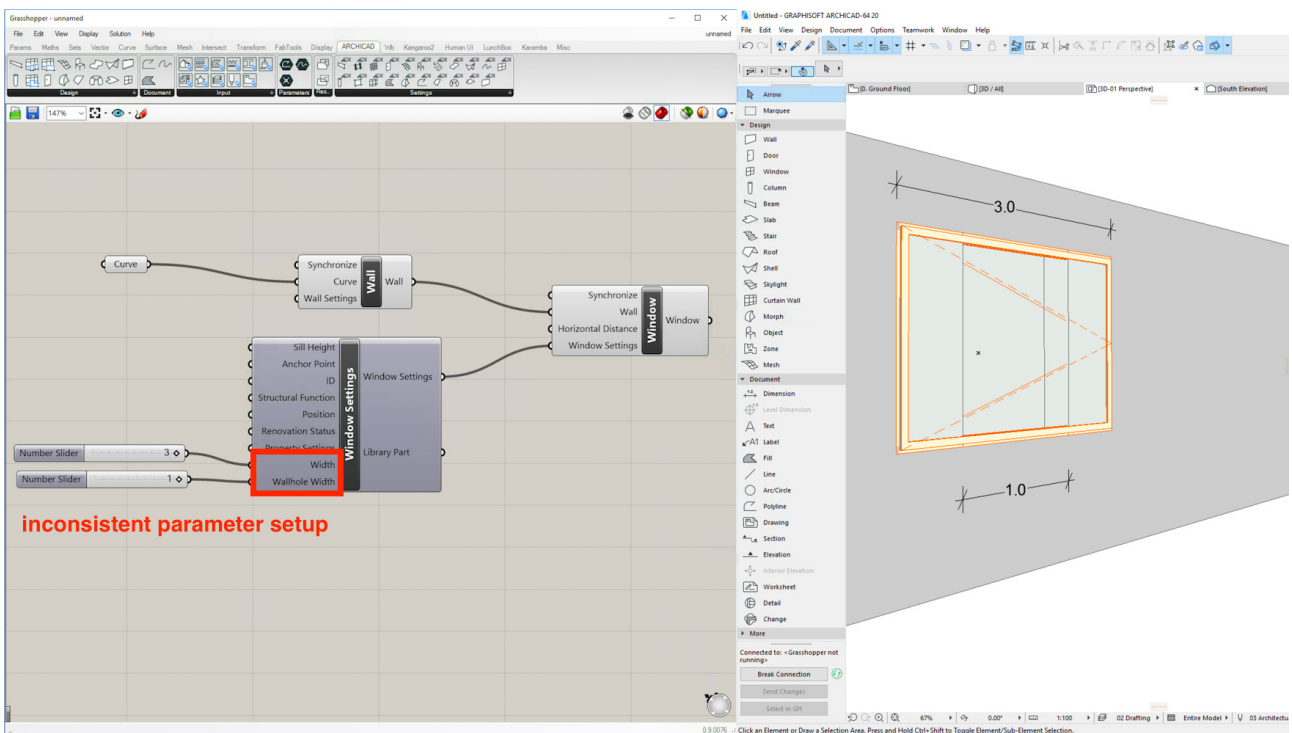 Grasshopper - unnamed
File Edit View Display Solution Help
unnamed
Params Maths Sets Vector Curve Surface Mesh Intersect Transform FabTools Display ARCHICAD Vb Kangaroo2 Human UI LunchBox Karamba Misc
Design
Document
Input
Parameters
Res...
Settings
147%
Curve
Synchronize
Curve
Wall Settings
Wall
Wall
Synchronize
Wall
Horizontal Distance
Window Settings
Window
Window
Sill Height
Anchor Point
ID
Structural Function
Position
Renovation Status
Property Settings
Width
Wallhole Width
Window Settings
Window Settings
Library Part
Number Slider 3
Number Slider 1
inconsistent parameter setup
0.9.0076
Untitled - GRAPHISOFT ARCHICAD-64 20
File Edit View Design Document Options Teamwork Window Help
[0. Ground Floor]
[3D / All]
[3D-01 Perspective]
[South Elevation]
Arrow
Marquee
Design
Wall
Door
Window
Column
Beam
Slab
Stair
Roof
Shell
Skylight
Curtain Wall
Morph
Object
Zone
Mesh
Document
Dimension
Level Dimension
Text
A1 Label
Fill
Line
Arc/Circle
Polyline
Drawing
Section
Elevation
Interior Elevation
Worksheet
Detail
Change
More
Connected to: <Grasshopper not
running>
Break Connection
Send Changes
Select in GH
3.0
1.0
67% 0.00° 1:100 02 Drafting Entire Model 03 Architectu
Click an Element or Draw a Selection Area. Press and Hold Ctrl+Shift to Toggle Element/Sub-Element Selection.